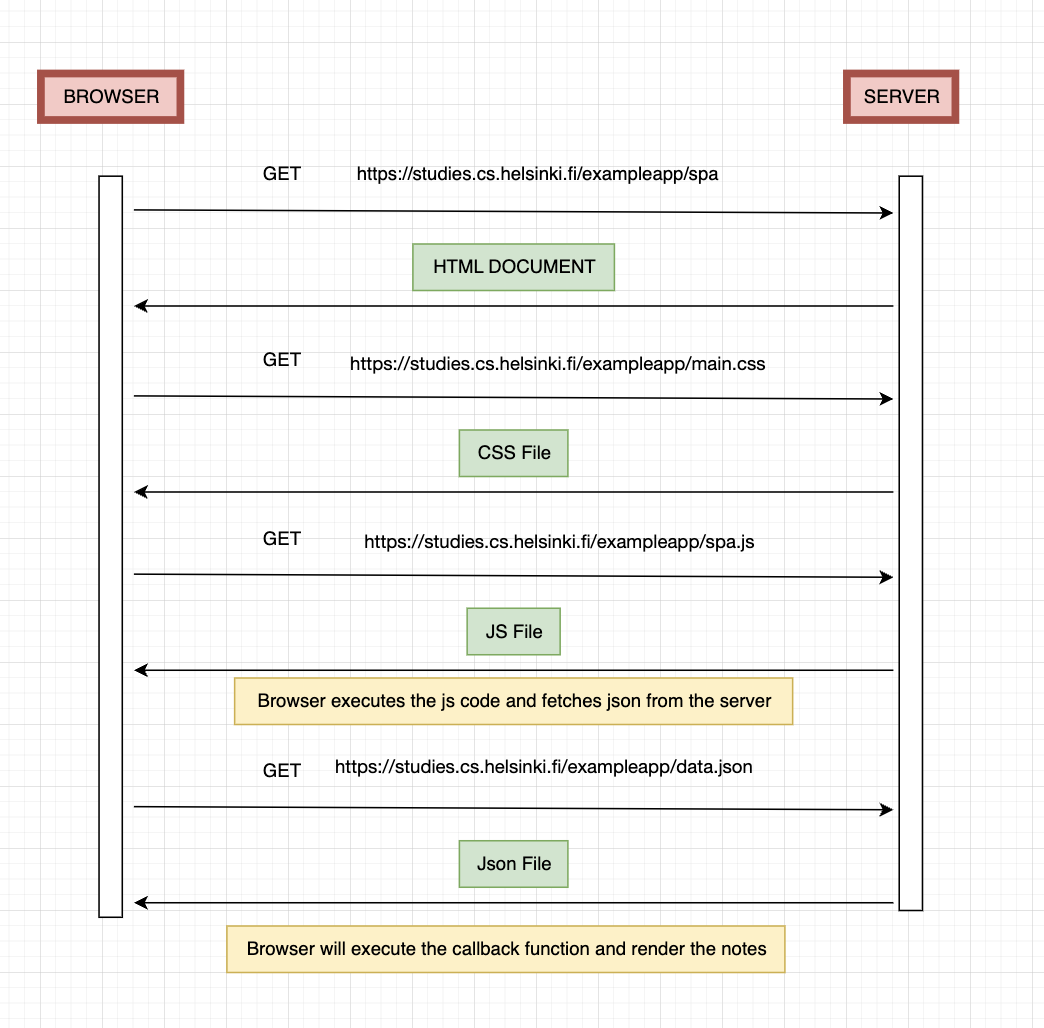 BROWSER
SERVER
GET https://studies.cs.helsinki.fi/exampleapp/spa
HTML DOCUMENT
GET https://studies.cs.helsinki.fi/exampleapp/main.css
CSS File
GET https://studies.cs.helsinki.fi/exampleapp/spa.js
JS File
Browser executes the js code and fetches json from the server
GET https://studies.cs.helsinki.fi/exampleapp/data.json
Json File
Browser will execute the callback function and render the notes